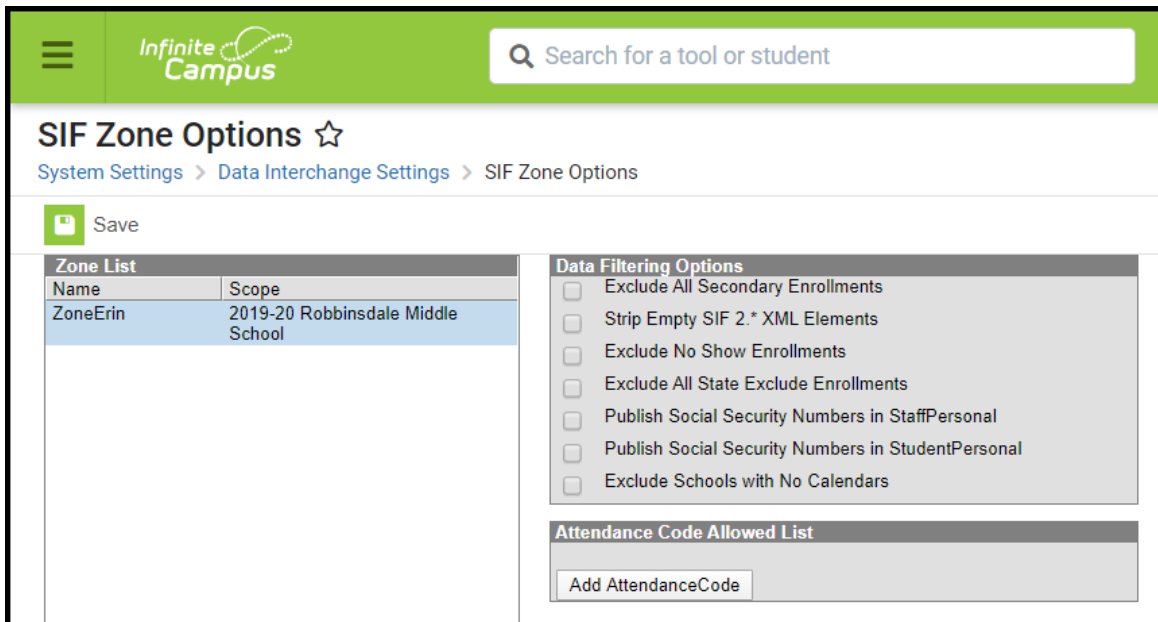 Infinite
Campus
Search for a tool or student
SIF Zone Options
System Settings > Data Interchange Settings > SIF Zone Options
Save
Zone List
Name Scope
ZoneErin 2019-20 Robbinsdale Middle
School
Data Filtering Options
Exclude All Secondary Enrollments
Strip Empty SIF 2.* XML Elements
Exclude No Show Enrollments
Exclude All State Exclude Enrollments
Publish Social Security Numbers in StaffPersonal
Publish Social Security Numbers in StudentPersonal
Exclude Schools with No Calendars
Attendance Code Allowed List
Add AttendanceCode